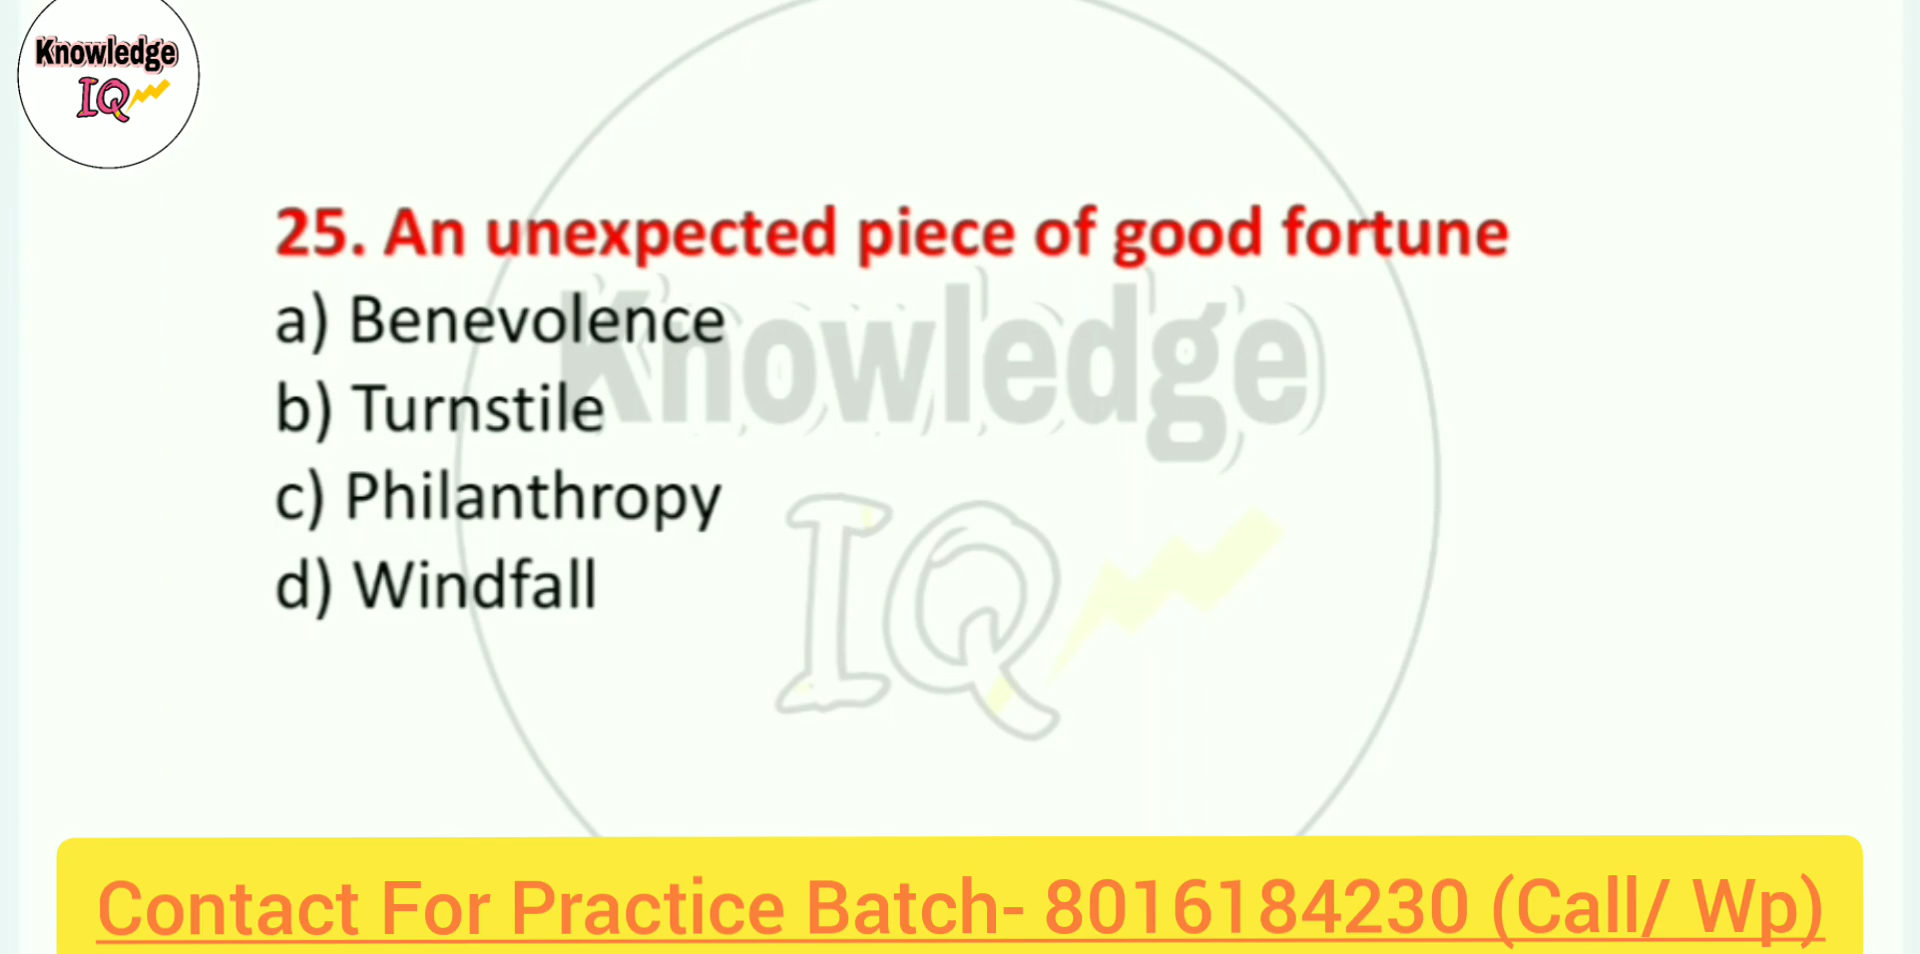 Knowledge
IQ
25. An unexpected piece of good fortune
a) Benevolence
b) Turnstile
c) Philanthropy
d) Windfall
Knowledge
IQ
Contact For Practice Batch- 8016184230 (Call/ Wp)